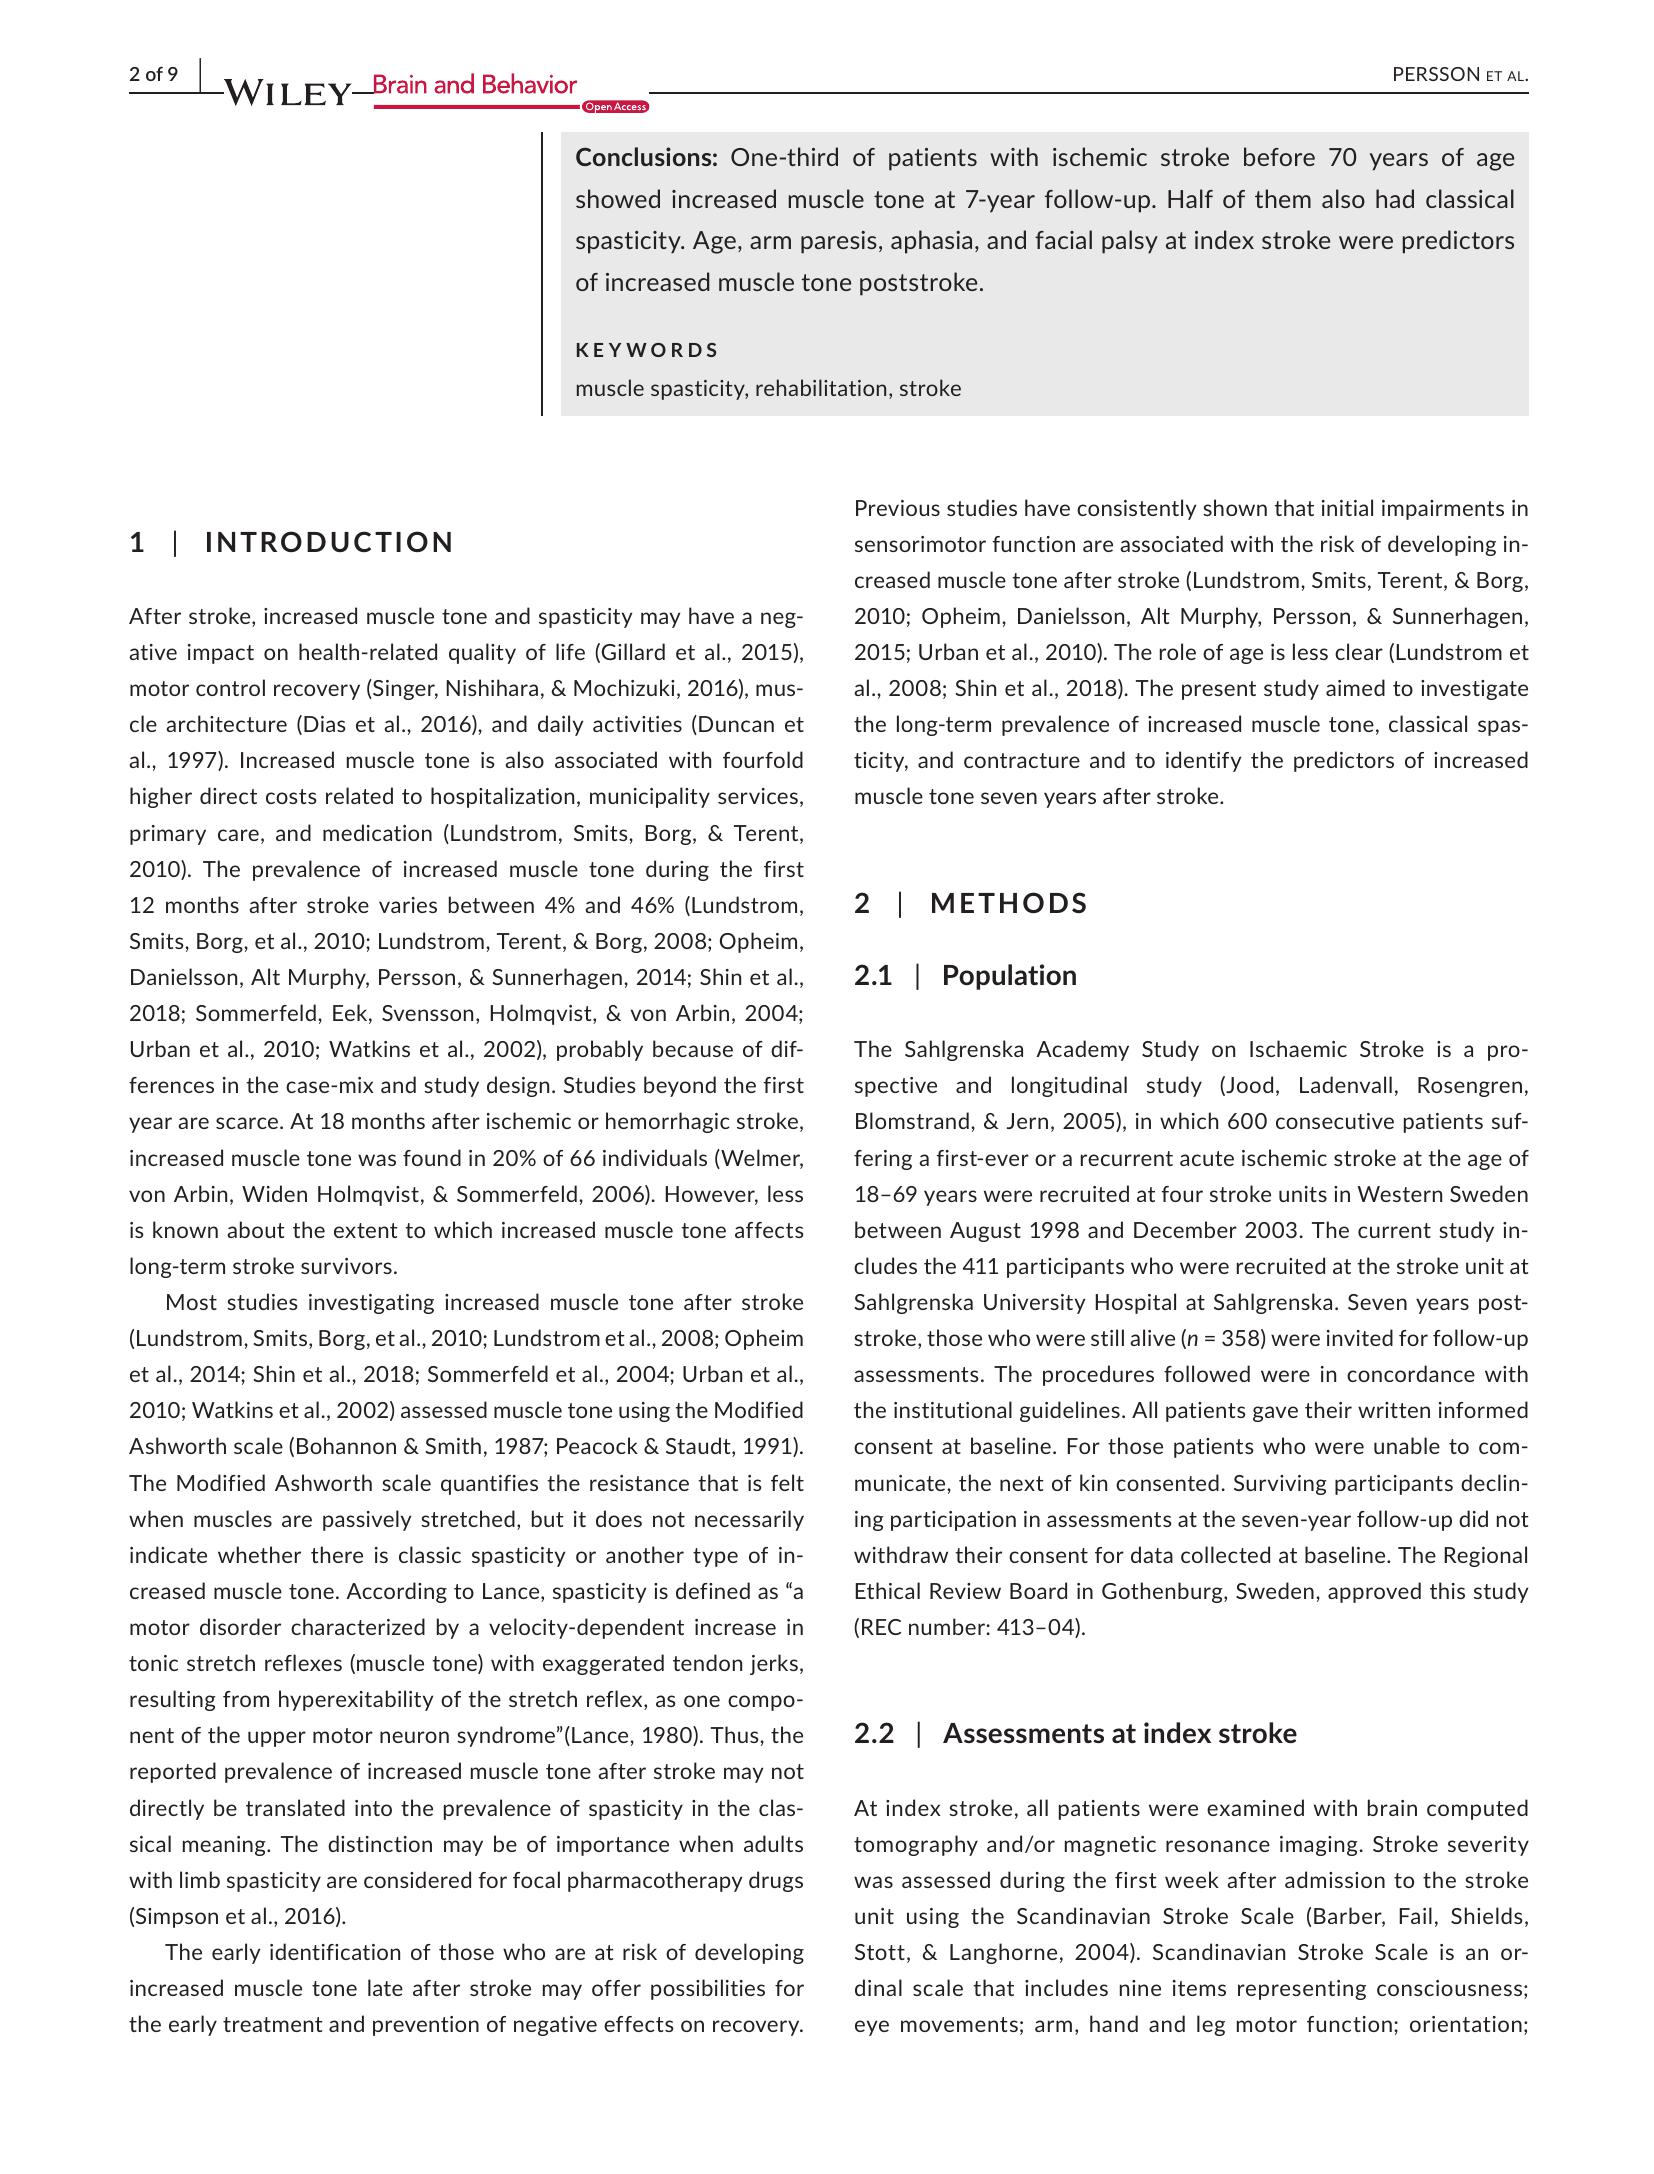 2 of 9
WILEY
Brain and Behavior
Open Access
PERSSON ET AL.
Conclusions: One-third of patients with ischemic stroke before 70 years of age
showed increased muscle tone at 7-year follow-up. Half of them also had classical
spasticity. Age, arm paresis, aphasia, and facial palsy at index stroke were predictors
of increased muscle tone poststroke.
KEYWORDS
muscle spasticity, rehabilitation, stroke
1 | INTRODUCTION
After stroke, increased muscle tone and spasticity may have a neg-
ative impact on health-related quality of life (Gillard et al., 2015),
motor control recovery (Singer, Nishihara, & Mochizuki, 2016), mus-
cle architecture (Dias et al., 2016), and daily activities (Duncan et
al., 1997). Increased muscle tone is also associated with fourfold
higher direct costs related to hospitalization, municipality services,
primary care, and medication (Lundstrom, Smits, Borg, & Terent,
2010). The prevalence of increased muscle tone during the first
12 months after stroke varies between 4% and 46% (Lundstrom,
Smits, Borg, et al., 2010; Lundstrom, Terent, & Borg, 2008; Opheim,
Danielsson, Alt Murphy, Persson, & Sunnerhagen, 2014; Shin et al.,
2018; Sommerfeld, Eek, Svensson, Holmqvist, & von Arbin, 2004;
Urban et al., 2010; Watkins et al., 2002), probably because of dif-
ferences in the case-mix and study design. Studies beyond the first
year are scarce. At 18 months after ischemic or hemorrhagic stroke,
increased muscle tone was found in 20% of 66 individuals (Welmer,
von Arbin, Widen Holmqvist, & Sommerfeld, 2006). However, less
is known about the extent to which increased muscle tone affects
long-term stroke survivors.
Most studies investigating increased muscle tone after stroke
(Lundstrom, Smits, Borg, et al., 2010; Lundstrom et al., 2008; Opheim
et al., 2014; Shin et al., 2018; Sommerfeld et al., 2004; Urban et al.,
2010; Watkins et al., 2002) assessed muscle tone using the Modified
Ashworth scale (Bohannon & Smith, 1987; Peacock & Staudt, 1991).
The Modified Ashworth scale quantifies the resistance that is felt
when muscles are passively stretched, but it does not necessarily
indicate whether there is classic spasticity or another type of in-
creased muscle tone. According to Lance, spasticity is defined as “a
motor disorder characterized by a velocity-dependent increase in
tonic stretch reflexes (muscle tone) with exaggerated tendon jerks,
resulting from hyperexitability of the stretch reflex, as one compo-
nent of the upper motor neuron syndrome”(Lance, 1980). Thus, the
reported prevalence of increased muscle tone after stroke may not
directly be translated into the prevalence of spasticity in the clas-
sical meaning. The distinction may be of importance when adults
with limb spasticity are considered for focal pharmacotherapy drugs
(Simpson et al., 2016).
The early identification of those who are at risk of developing
increased muscle tone late after stroke may offer possibilities for
the early treatment and prevention of negative effects on recovery.
Previous studies have consistently shown that initial impairments in
sensorimotor function are associated with the risk of developing in-
creased muscle tone after stroke (Lundstrom, Smits, Terent, & Borg,
2010; Opheim, Danielsson, Alt Murphy, Persson, & Sunnerhagen,
2015; Urban et al., 2010). The role of age is less clear (Lundstrom et
al., 2008; Shin et al., 2018). The present study aimed to investigate
the long-term prevalence of increased muscle tone, classical spas-
ticity, and contracture and to identify the predictors of increased
muscle tone seven years after stroke.
2 | METHODS
2.1 | Population
The Sahlgrenska Academy Study on Ischaemic Stroke is a pro-
spective and longitudinal study (Jood, Ladenvall, Rosengren,
Blomstrand, & Jern, 2005), in which 600 consecutive patients suf-
fering a first-ever or a recurrent acute ischemic stroke at the age of
18–69 years were recruited at four stroke units in Western Sweden
between August 1998 and December 2003. The current study in-
cludes the 411 participants who were recruited at the stroke unit at
Sahlgrenska University Hospital at Sahlgrenska. Seven years post-
stroke, those who were still alive (n = 358) were invited for follow-up
assessments. The procedures followed were in concordance with
the institutional guidelines. All patients gave their written informed
consent at baseline. For those patients who were unable to com-
municate, the next of kin consented. Surviving participants declin-
ing participation in assessments at the seven-year follow-up did not
withdraw their consent for data collected at baseline. The Regional
Ethical Review Board in Gothenburg, Sweden, approved this study
(REC number: 413–04).
2.2 | Assessments at index stroke
At index stroke, all patients were examined with brain computed
tomography and/or magnetic resonance imaging. Stroke severity
was assessed during the first week after admission to the stroke
unit using the Scandinavian Stroke Scale (Barber, Fail, Shields,
Stott, & Langhorne, 2004). Scandinavian Stroke Scale is an or-
dinal scale that includes nine items representing consciousness;
eye movements; arm, hand and leg motor function; orientation;